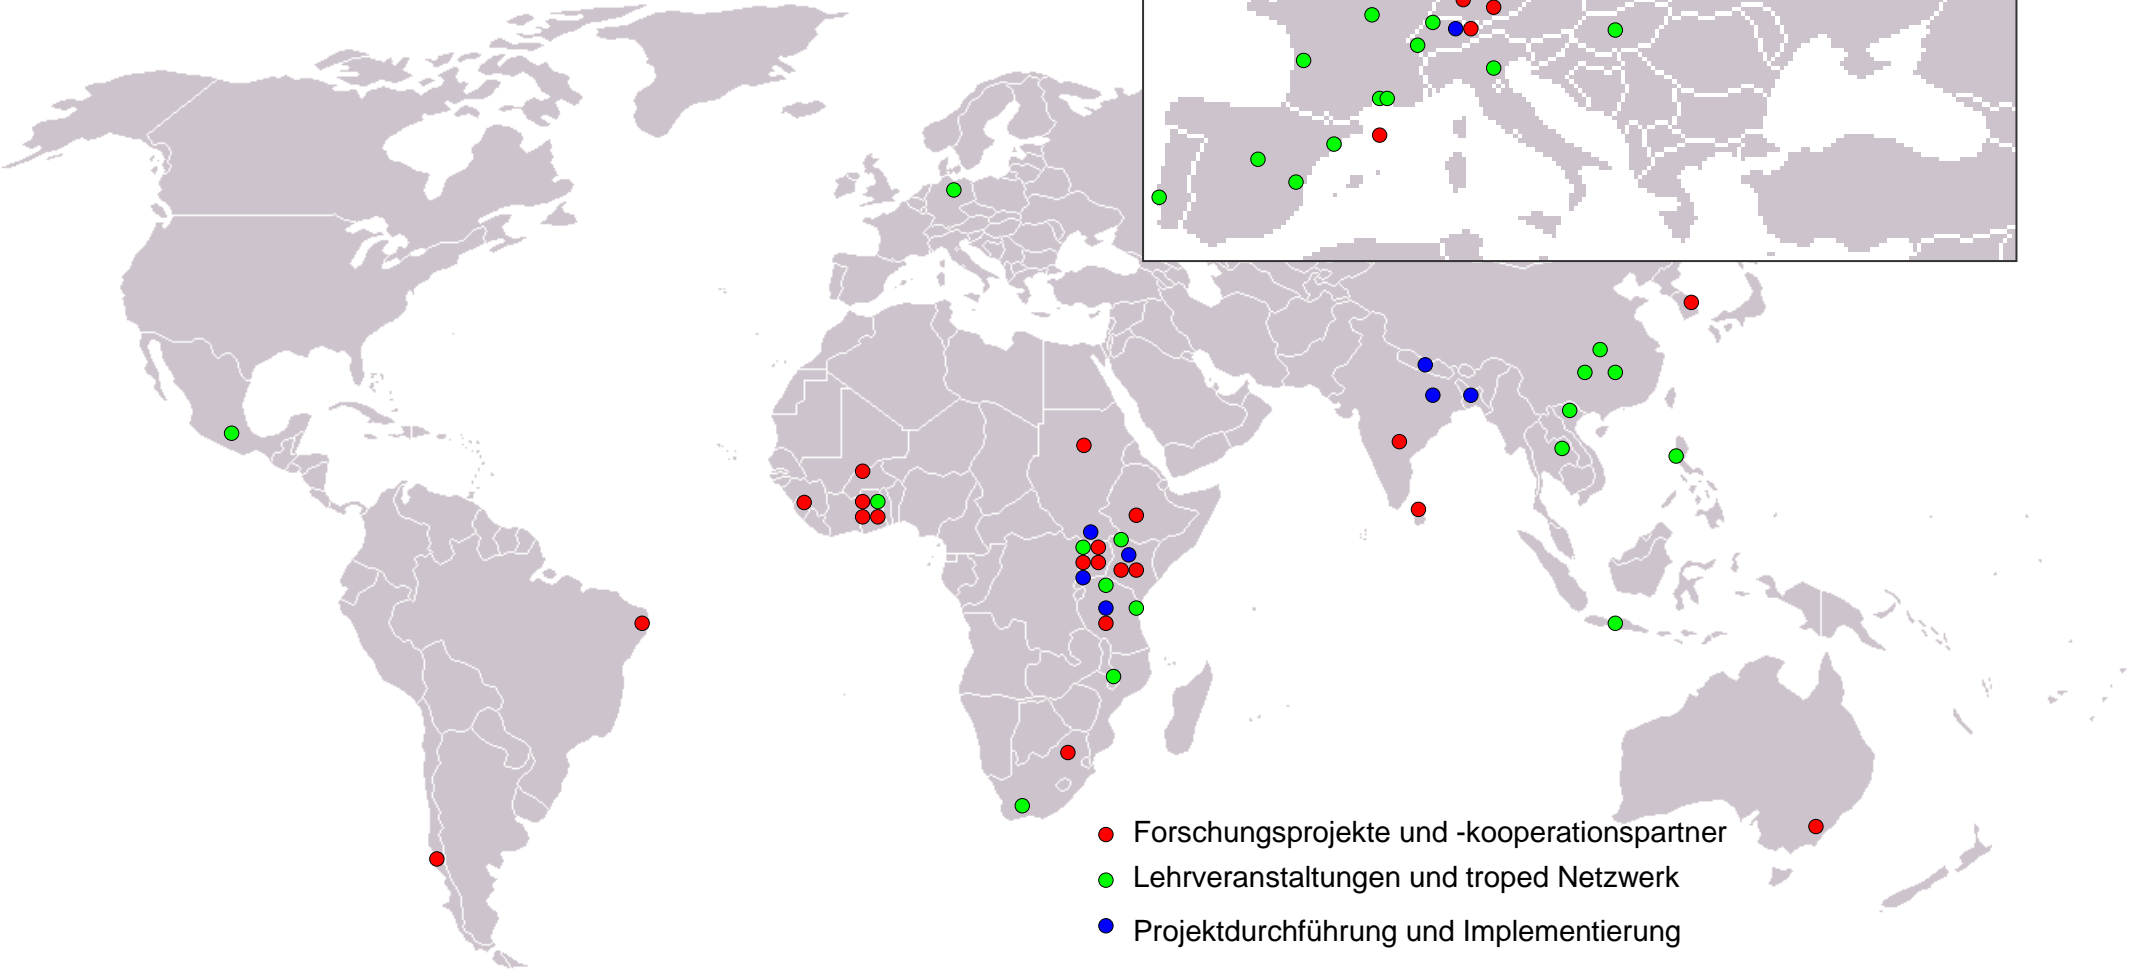 Forschungsprojekte und -kooperationspartner
Lehrveranstaltungen und troped Netzwerk
Projektdurchführung und Implementierung